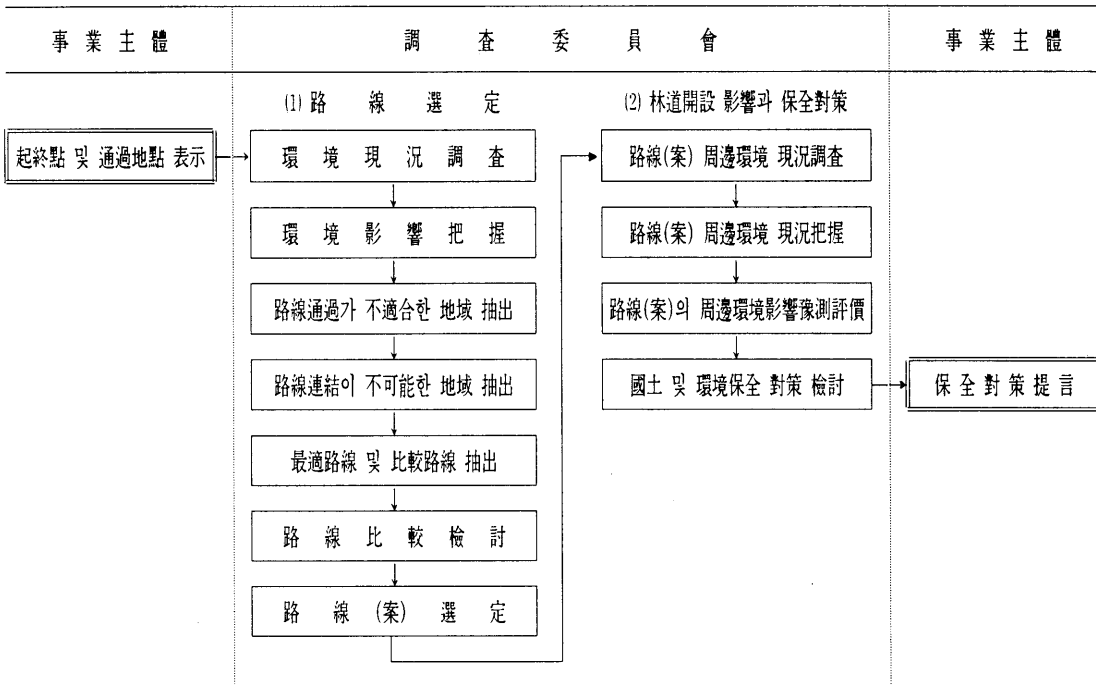 事業主體
調査委員會
事業主體
(1) 路線選定
(2) 林道開設 影響과 保全對策
起終點 및 通過地點 表示
環境現況調査
環境影響把握
路線通過가 不適合한 地域 抽出
路線連結이 不可能한 地域 抽出
最適路線 및 比較路線 抽出
路線比較檢討
路線(案)選定
路線(案) 周邊環境 現況調査
路線(案) 周邊環境 現況把握
路線(案)의 周邊環境影響豫測評價
國土 및 環境保全 對策 檢討
保全對策提言